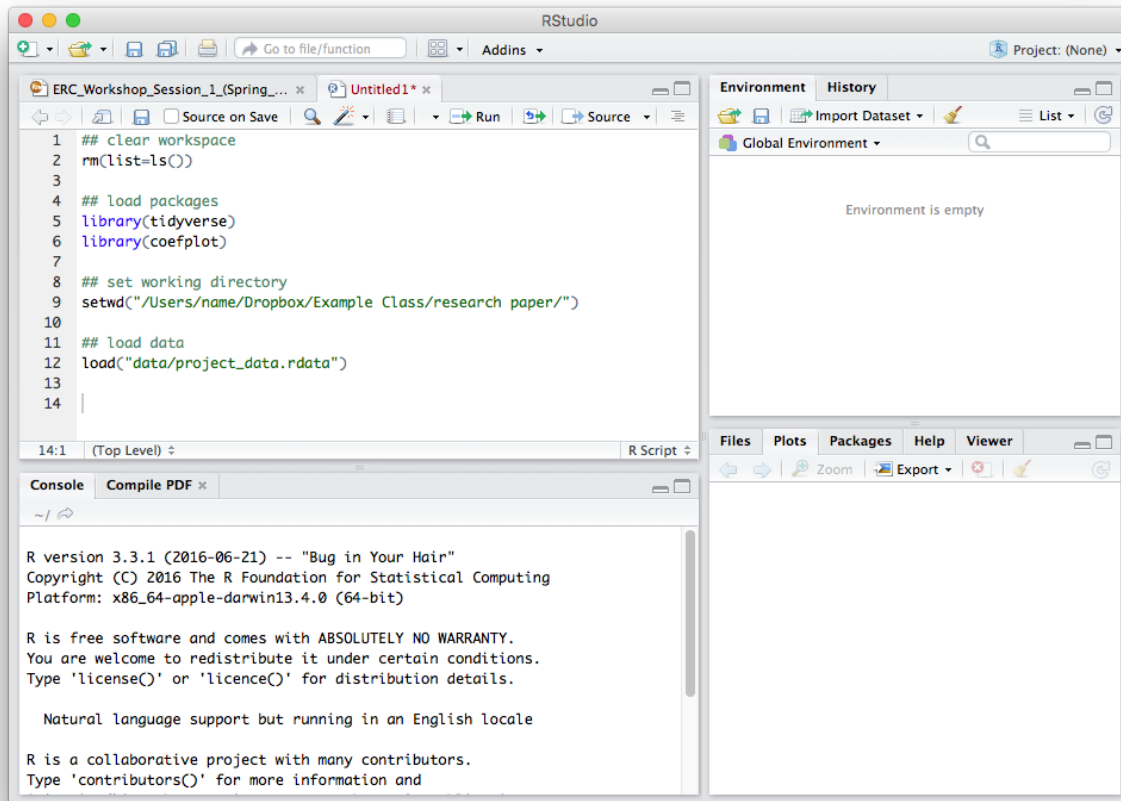 RStudio
Go to file/function
Addins
Project: (None)
ERC_Workshop_Session_1_(Spring_...
Untitled1*
Source on Save
Run
Source
1 ## clear workspace
2 rm(list=ls())
3
4 ## load packages
5 library(tidyverse)
6 library(coefplot)
7
8 ## set working directory
9 setwd("/Users/name/Dropbox/Example Class/research paper/")
10
11 ## load data
12 load("data/project_data.rdata")
13
14
14:1 (Top Level)
R Script
Console Compile PDF
~/
R version 3.3.1 (2016-06-21) -- "Bug in Your Hair"
Copyright (C) 2016 The R Foundation for Statistical Computing
Platform: x86_64-apple-darwin13.4.0 (64-bit)
R is free software and comes with ABSOLUTELY NO WARRANTY.
You are welcome to redistribute it under certain conditions.
Type 'license()' or 'licence()' for distribution details.
Natural language support but running in an English locale
R is a collaborative project with many contributors.
Type 'contributors()' for more information and
Environment History
Import Dataset
List
Global Environment
Environment is empty
Files Plots Packages Help Viewer
Zoom Export